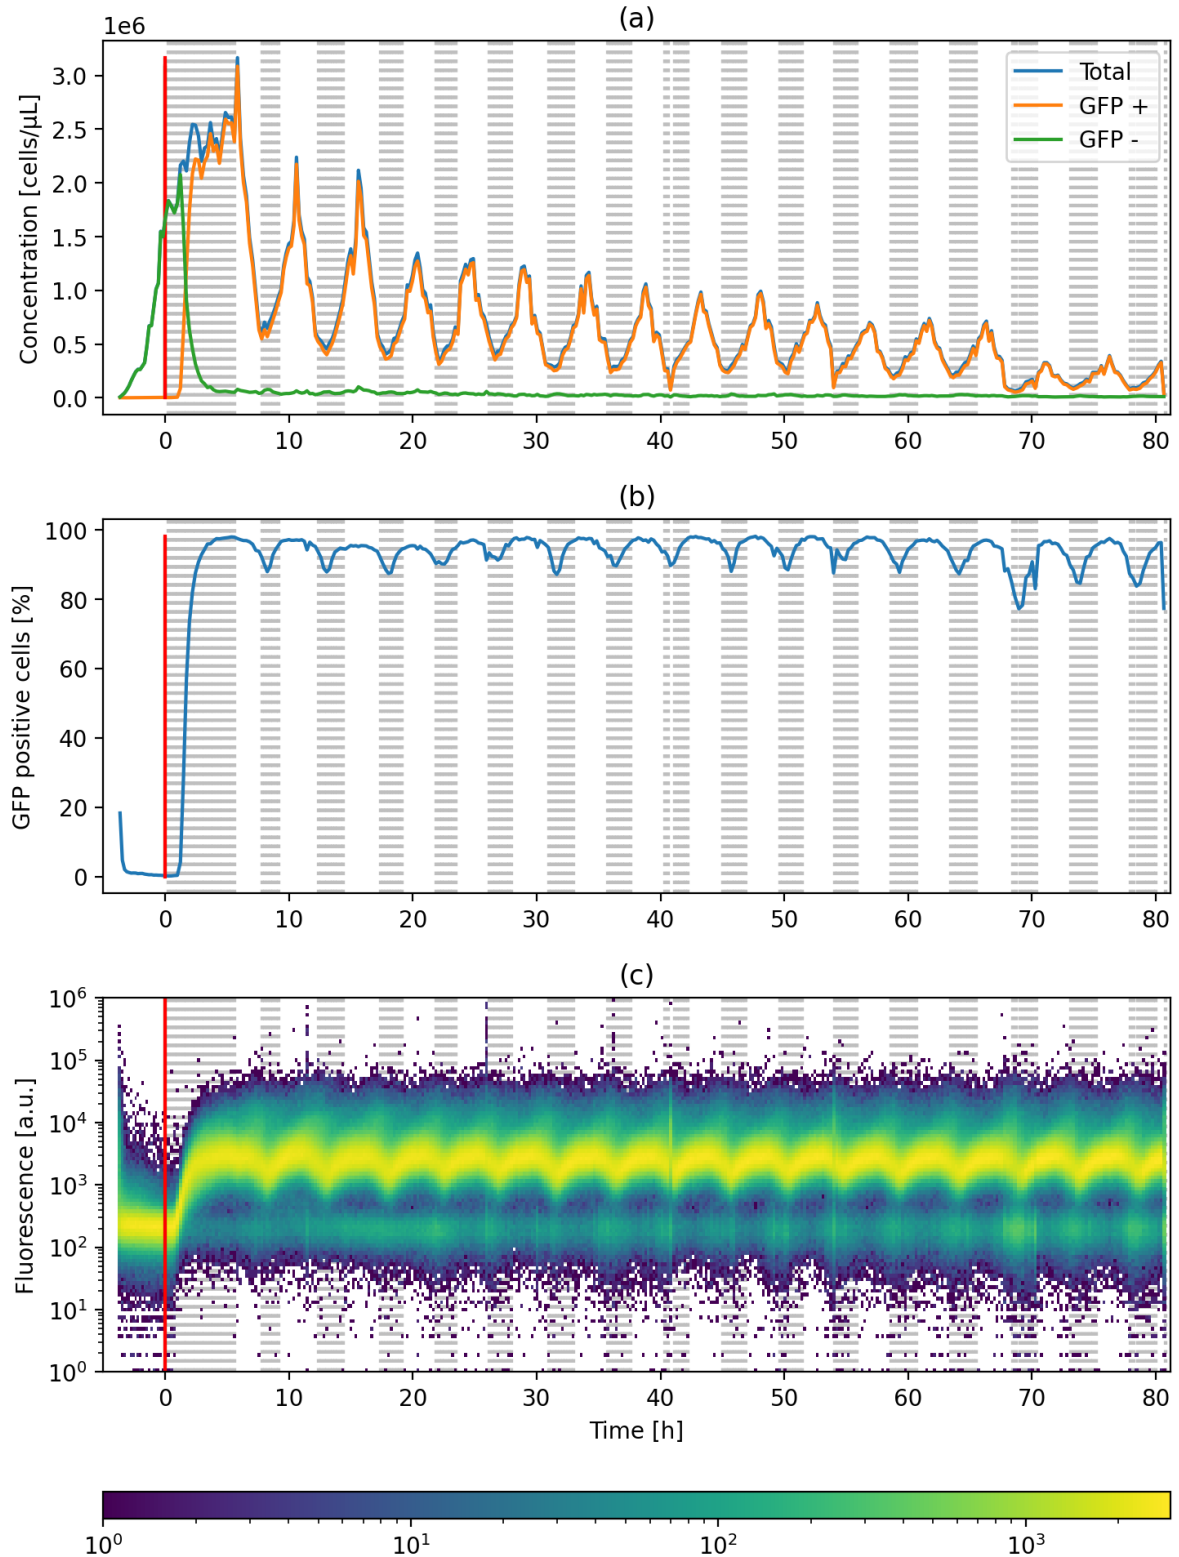 (a)
1e6
Concentration [cells/µL]
3.0
2.5
2.0
1.5
1.0
0.5
0.0
Total
GFP +
GFP -
0 10 20 30 40 50 60 70 80
(b)
GFP positive cells [%]
100
80
60
40
20
0
0 10 20 30 40 50 60 70 80
(c)
Fluorescence [a.u.]
10⁶
10⁵
10⁴
10³
10²
10¹
10⁰
0 10 20 30 40 50 60 70 80
Time [h]
10⁰ 10¹ 10² 10³